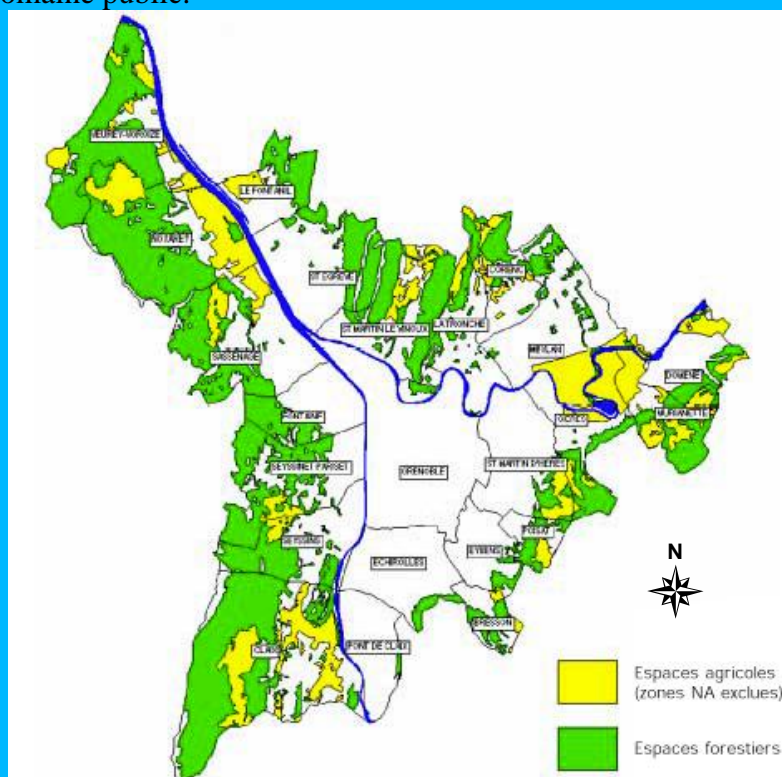 omaine public.
VEUREY-VOROIZE
LE FONTANIL
NOYAREY
ST EGREVE
CORENC
ST MARTIN LE VINOUX
LA TRONCHE
MEYLAN
SASSENAGE
DOMENE
MURIANETTE
FONTAINE
GIERES
SEYSSINET PARISET
GRENOBLE
ST MARTIN D'HERES
POISAT
SEYSSINS
EYBENS
ECHIROLLES
N
BRESSON
CLAIX
PONT DE CLAIX
Espaces agricoles
(zones NA exclues)
Espaces forestiers